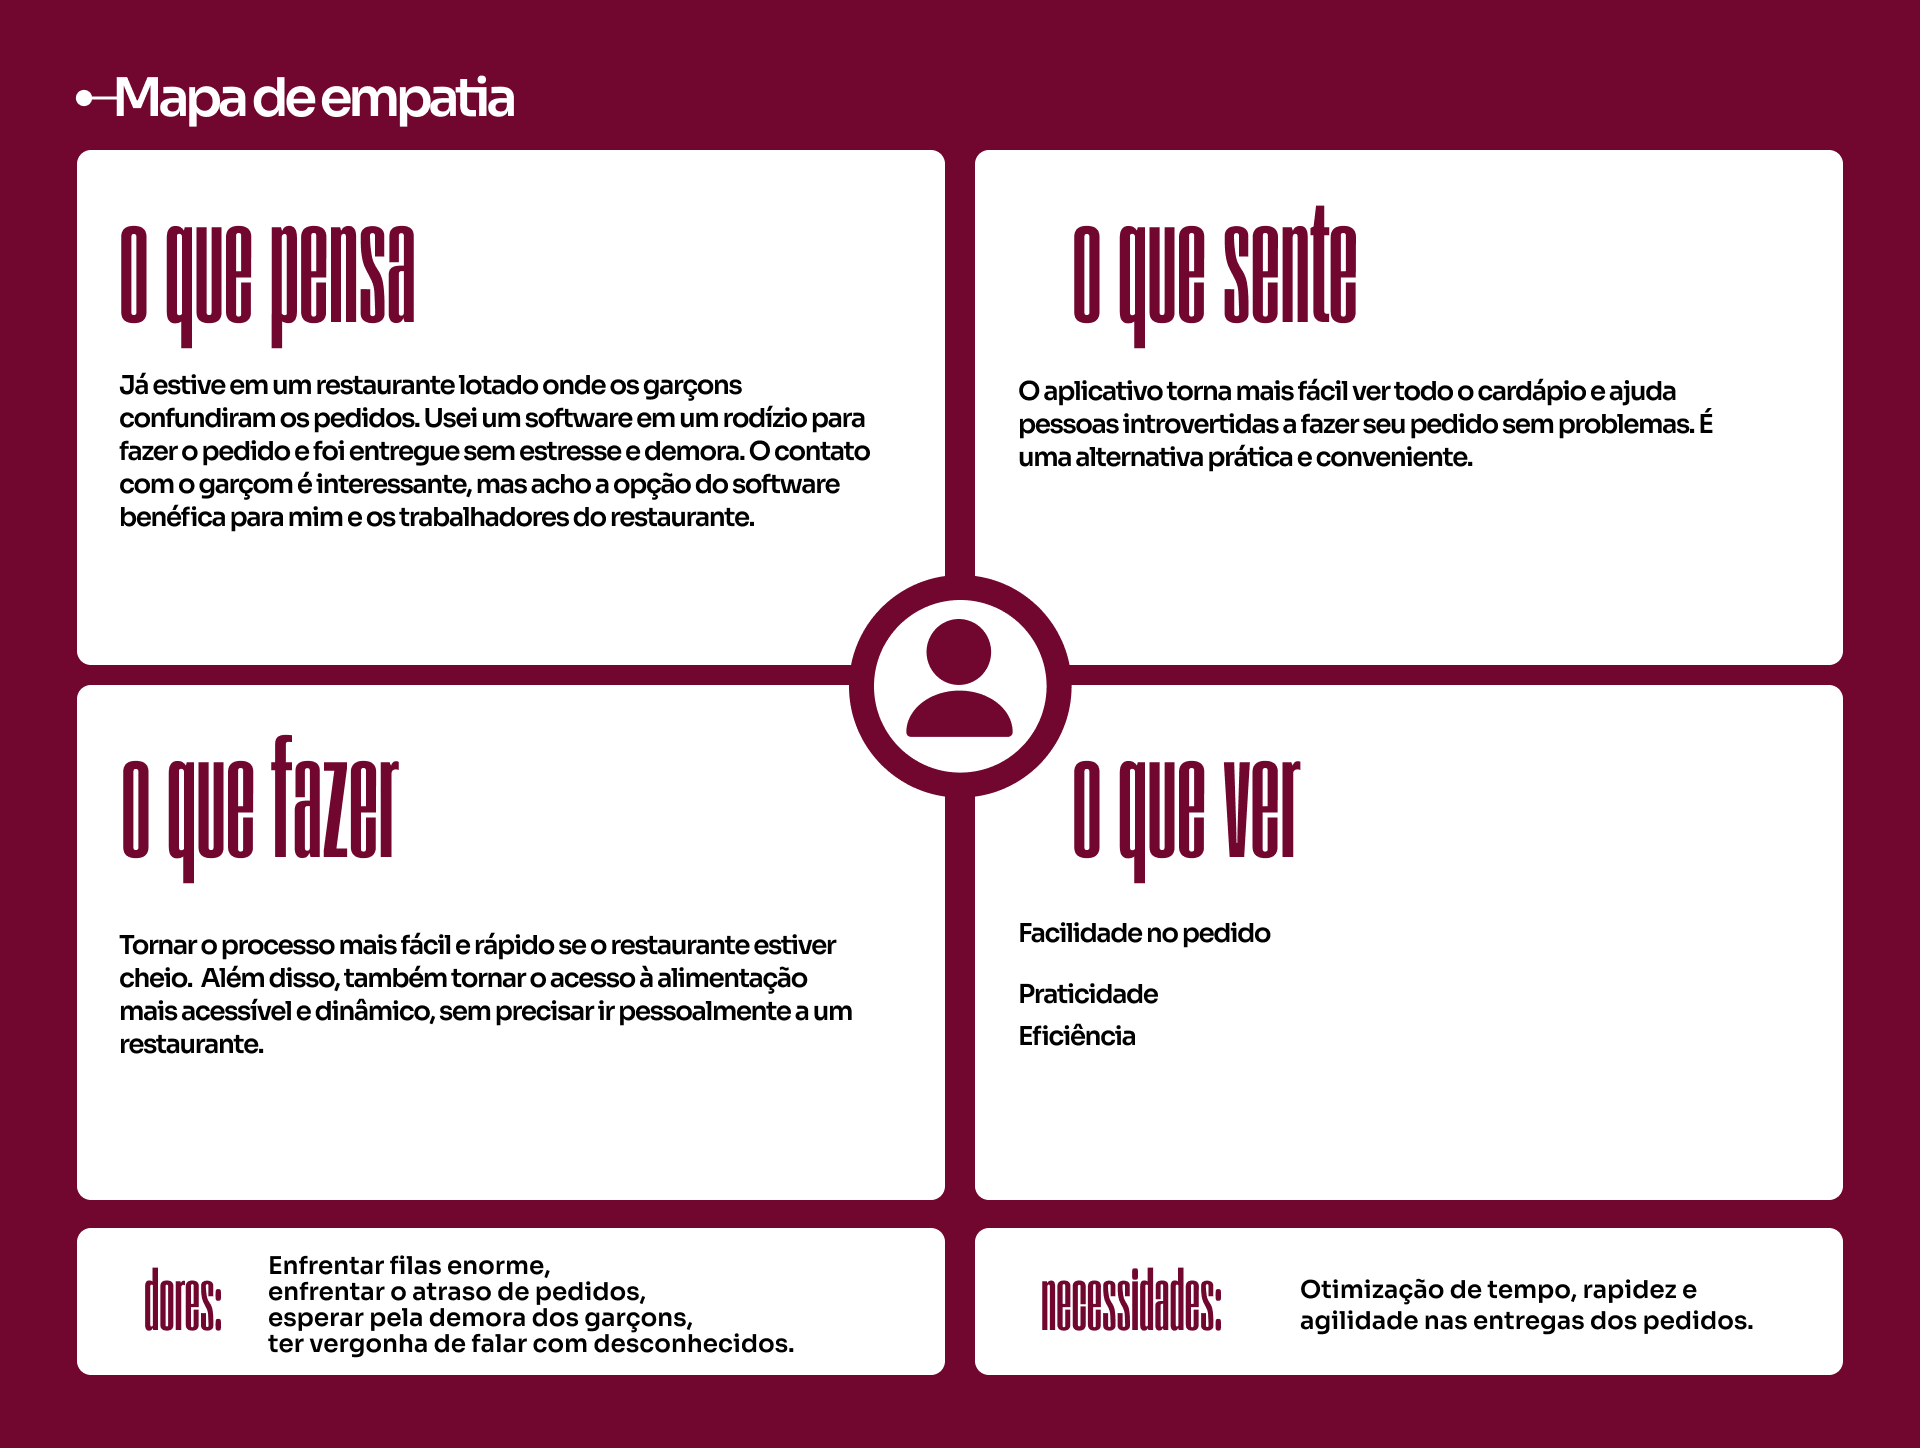 Mapa de empatia
o que pensa
Já estive em um restaurante lotado onde os garçons
confundiram os pedidos. Usei um software em um rodízio para
fazer o pedido e foi entregue sem estresse e demora. O contato
com o garçom é interessante, mas acho a opção do software
benéfica para mim e os trabalhadores do restaurante.
o que sente
O aplicativo torna mais fácil ver todo o cardápio e ajuda
pessoas introvertidas a fazer seu pedido sem problemas. É
uma alternativa prática e conveniente.
o que fazer
Tornar o processo mais fácil e rápido se o restaurante estiver
cheio.  Além disso, também tornar o acesso à alimentação
mais acessível e dinâmico, sem precisar ir pessoalmente a um
restaurante.
o que ver
Facilidade no pedido
Praticidade
Eficiência
dores:
Enfrentar filas enorme,
enfrentar o atraso de pedidos,
esperar pela demora dos garçons,
ter vergonha de falar com desconhecidos.
necessidades:
Otimização de tempo, rapidez e
agilidade nas entregas dos pedidos.